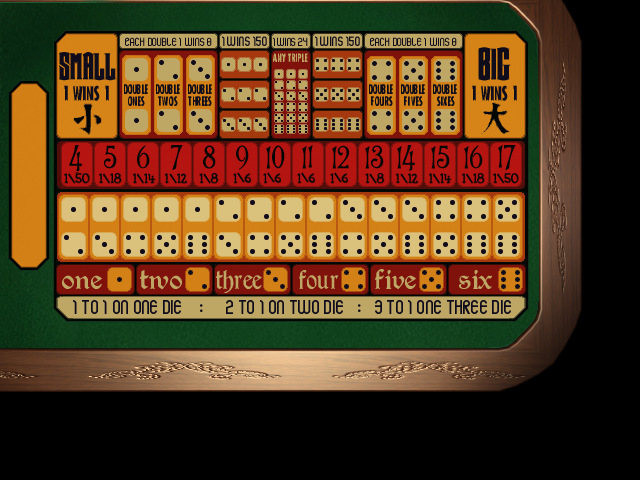 EACH DOUBLE 1 WINS 8
1 WINS 150
1 WINS 24
1 WINS 150
EACH DOUBLE 1 WINS 8
SMALL
1 WINS 1
小
DOUBLE ONES
DOUBLE TWOS
DOUBLE THREES
ANY TRIPLE
DOUBLE FOURS
DOUBLE FIVES
DOUBLE SIXES
BIG
1 WINS 1
大
4 5 6 7 8 9 10 11 12 13 14 15 16 17
1\50 1\18 1\14 1\12 1\8 1\6 1\6 1\6 1\6 1\8 1\12 1\14 1\18 1\50
one two three four five six
1 TO 1 ON ONE DIE : 2 TO 1 ON TWO DIE : 3 TO 1 ONE THREE DIE